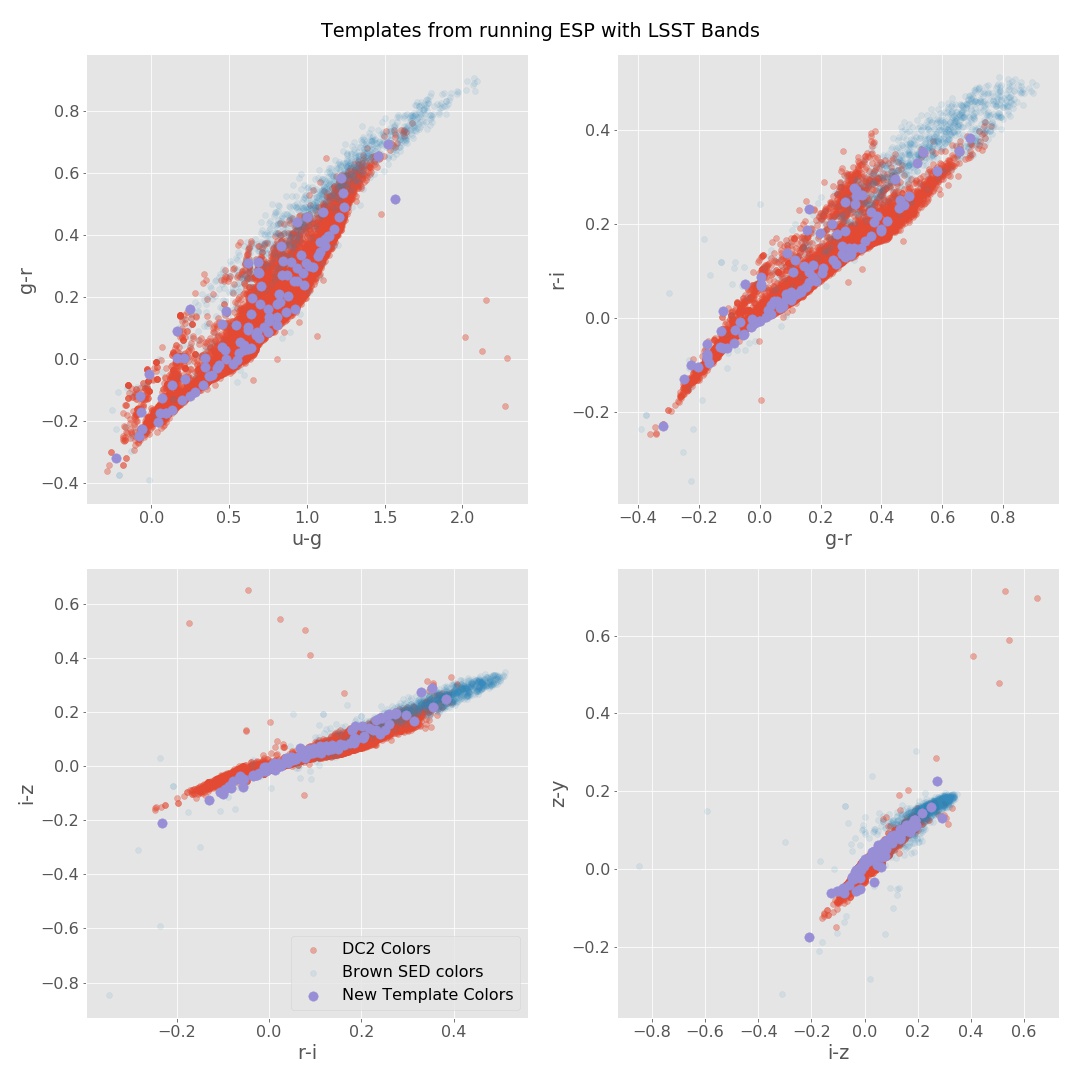 Templates from running ESP with LSST Bands
0.8
0.6
0.4
0.2
0.0
−0.2
−0.4
g-r
0.0 0.5 1.0 1.5 2.0
u-g
0.4
0.2
0.0
−0.2
r-i
−0.4 −0.2 0.0 0.2 0.4 0.6 0.8
g-r
0.6
0.4
0.2
0.0
−0.2
−0.4
−0.6
−0.8
i-z
DC2 Colors
Brown SED colors
New Template Colors
−0.2 0.0 0.2 0.4
r-i
0.6
0.4
0.2
0.0
−0.2
z-y
−0.8 −0.6 −0.4 −0.2 0.0 0.2 0.4 0.6
i-z